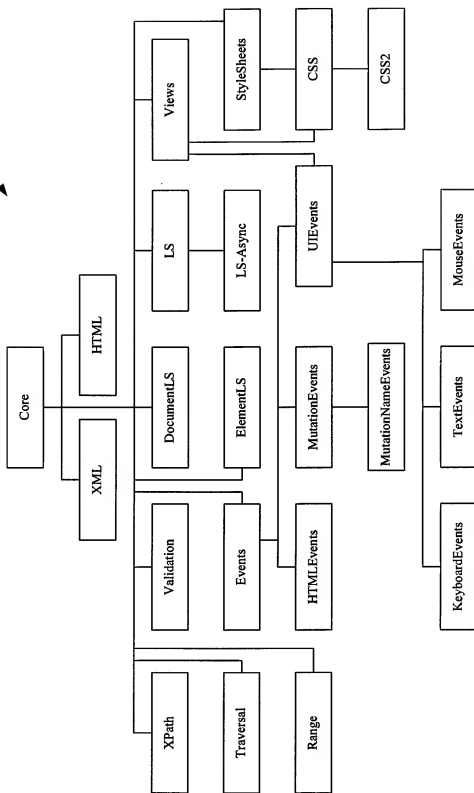 Core
XML
HTML
XPath
Validation
DocumentLS
LS
Views
Traversal
Events
ElementLS
LS-Async
StyleSheets
Range
HTMLEvents
MutationEvents
UIEvents
CSS
MutationNameEvents
CSS2
KeyboardEvents
TextEvents
MouseEvents